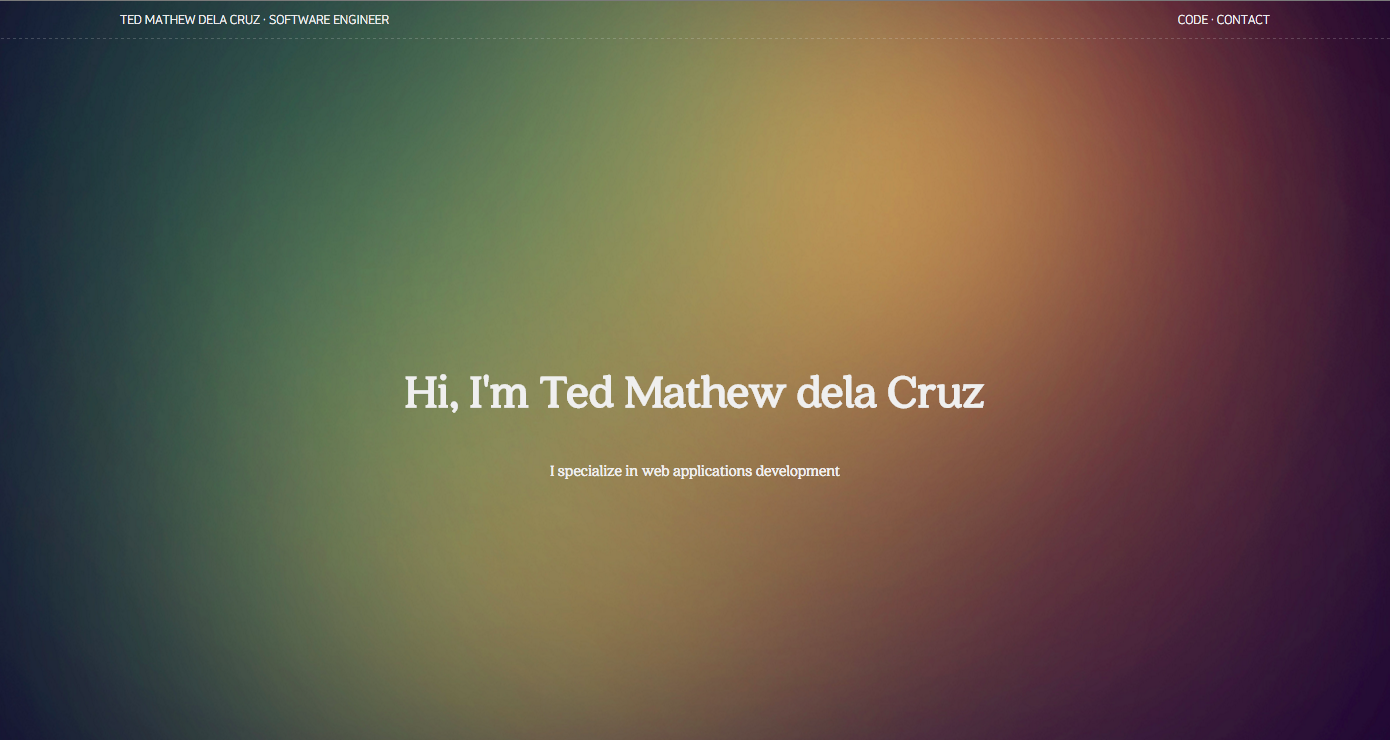 TED MATHEW DELA CRUZ · SOFTWARE ENGINEER
CODE · CONTACT
Hi, I'm Ted Mathew dela Cruz
I specialize in web applications development